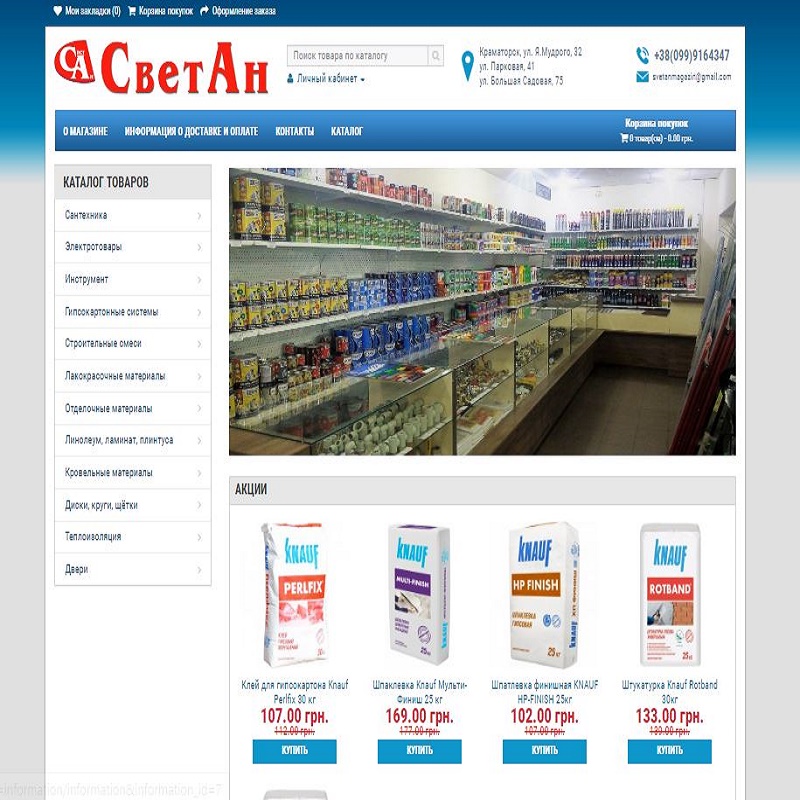 Мои закладки (0) Корзина покупок Оформление заказа
СА СветАн
Поиск товара по каталогу
Личный кабинет
Краматорск, ул. Я.Мудрого, 32
ул. Парковая, 41
ул. Большая Садовая, 75
+38(099)9164347
svetanmagazin@gmail.com
О МАГАЗИНЕ ИНФОРМАЦИЯ О ДОСТАВКЕ И ОПЛАТЕ КОНТАКТЫ КАТАЛОГ
Корзина покупок
0 товар(ов) - 0.00 грн.
КАТАЛОГ ТОВАРОВ
Сантехника
Электротовары
Инструмент
Гипсокартонные системы
Строительные смеси
Лакокрасочные материалы
Отделочные материалы
Линолеум, ламинат, плинтуса
Кровельные материалы
Диски, круги, щётки
Теплоизоляция
Двери
АКЦИИ
KNAUF
PERLFIX
KNAUF
MULTI-FINISH
25кг
KNAUF
HP FINISH
25 кг
KNAUF
ROTBAND
25кг
Клей для гипсокартона Knauf
Perlfix 30 кг
107.00 грн.
112.00 грн.
КУПИТЬ
Шпаклевка Knauf Мульти-
Финиш 25 кг
169.00 грн.
177.00 грн.
КУПИТЬ
Шпатлевка финишная KNAUF
HP-FINISH 25кг
102.00 грн.
107.00 грн.
КУПИТЬ
Штукатурка Knauf Rotband
30кг
133.00 грн.
КУПИТЬ
=information/information&information_id=7